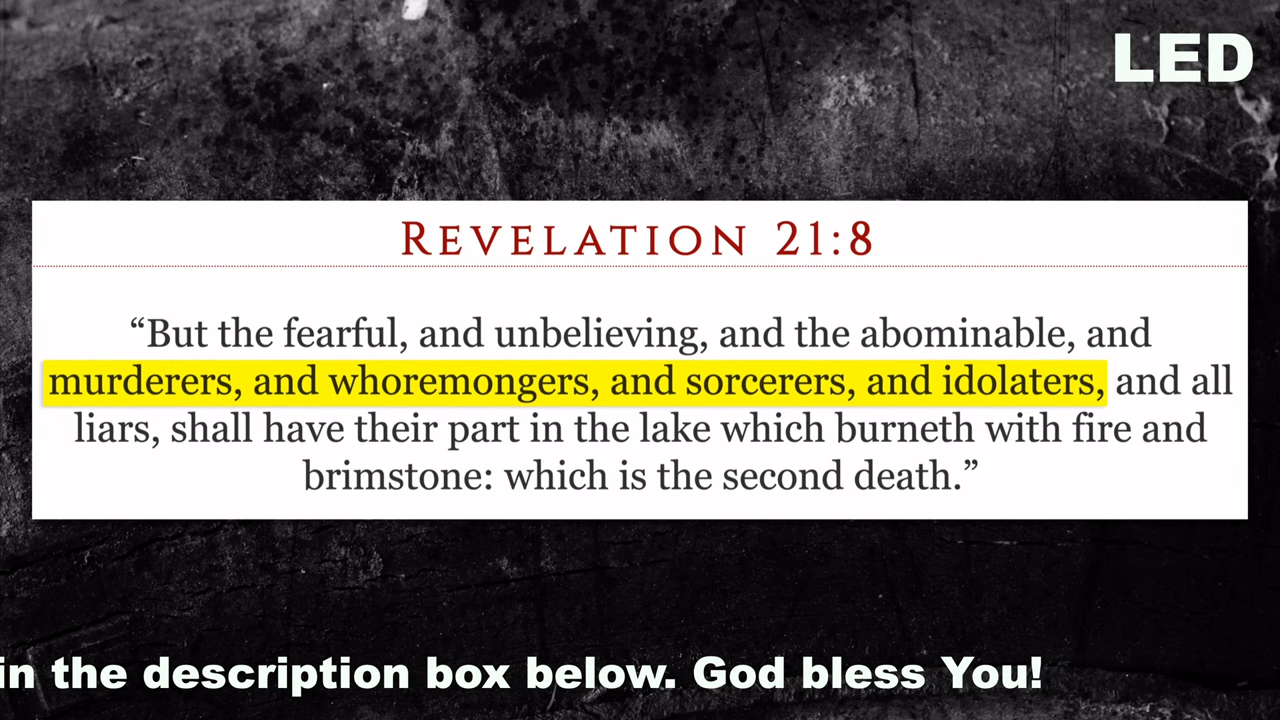 LED
REVELATION 21:8
“But the fearful, and unbelieving, and the abominable, and
murderers, and whoremongers, and sorcerers, and idolaters, and all
liars, shall have their part in the lake which burneth with fire and
brimstone: which is the second death.”
in the description box below. God bless You!